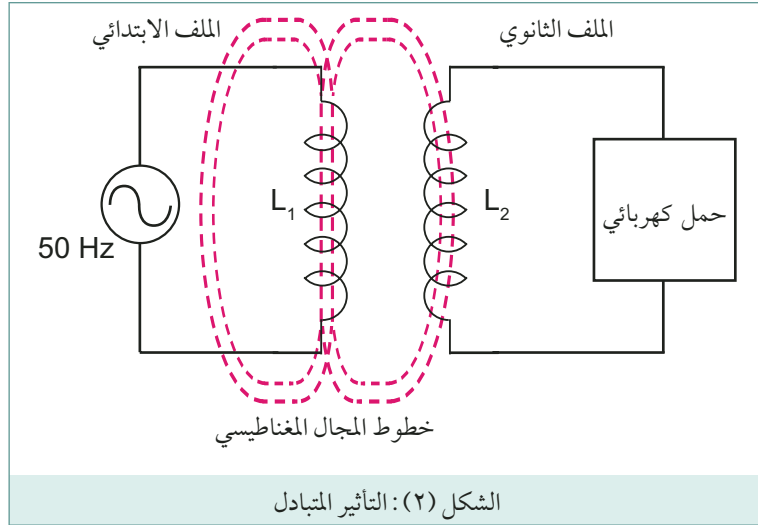 الملف الثانوي
الملف الابتدائي
L₁
L₂
حمل كهربائي
50 Hz
خطوط المجال المغناطيسي
الشكل (٢): التأثير المتبادل